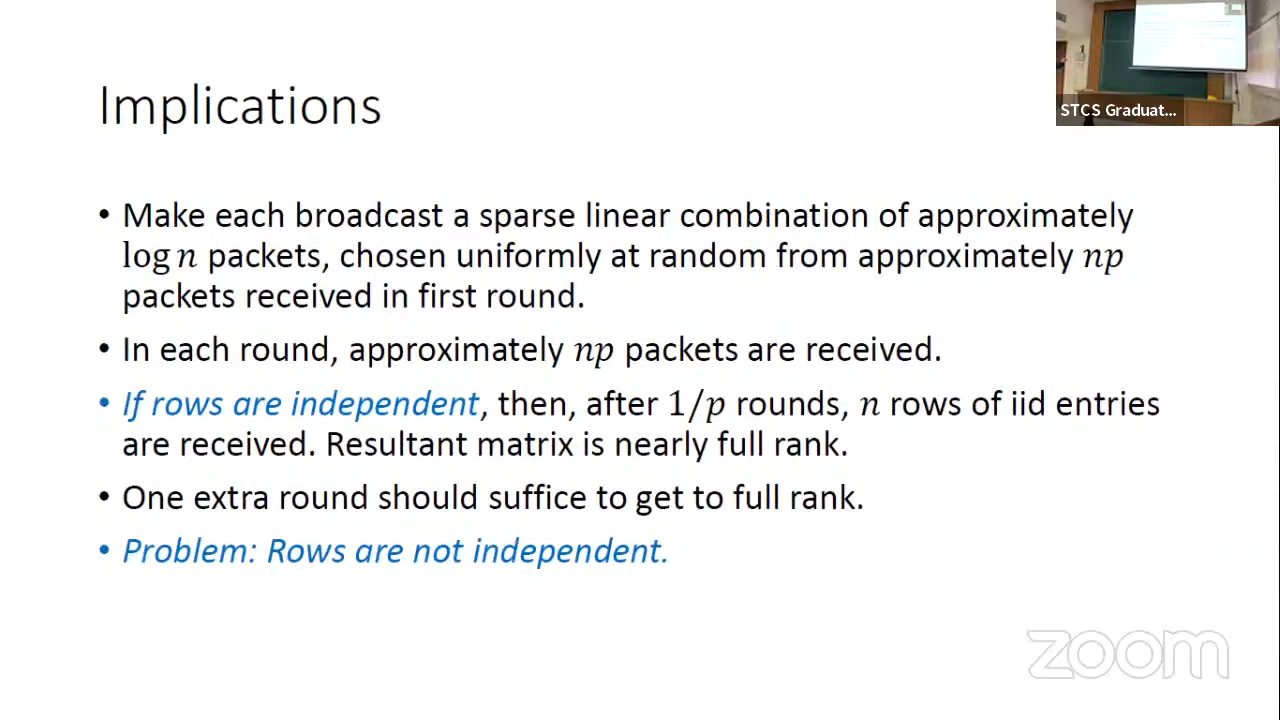 STCS Graduat...
Implications
• Make each broadcast a sparse linear combination of approximately
log n packets, chosen uniformly at random from approximately np
packets received in first round.
• In each round, approximately np packets are received.
• If rows are independent, then, after 1/p rounds, n rows of iid entries
are received. Resultant matrix is nearly full rank.
• One extra round should suffice to get to full rank.
• Problem: Rows are not independent.
zoom